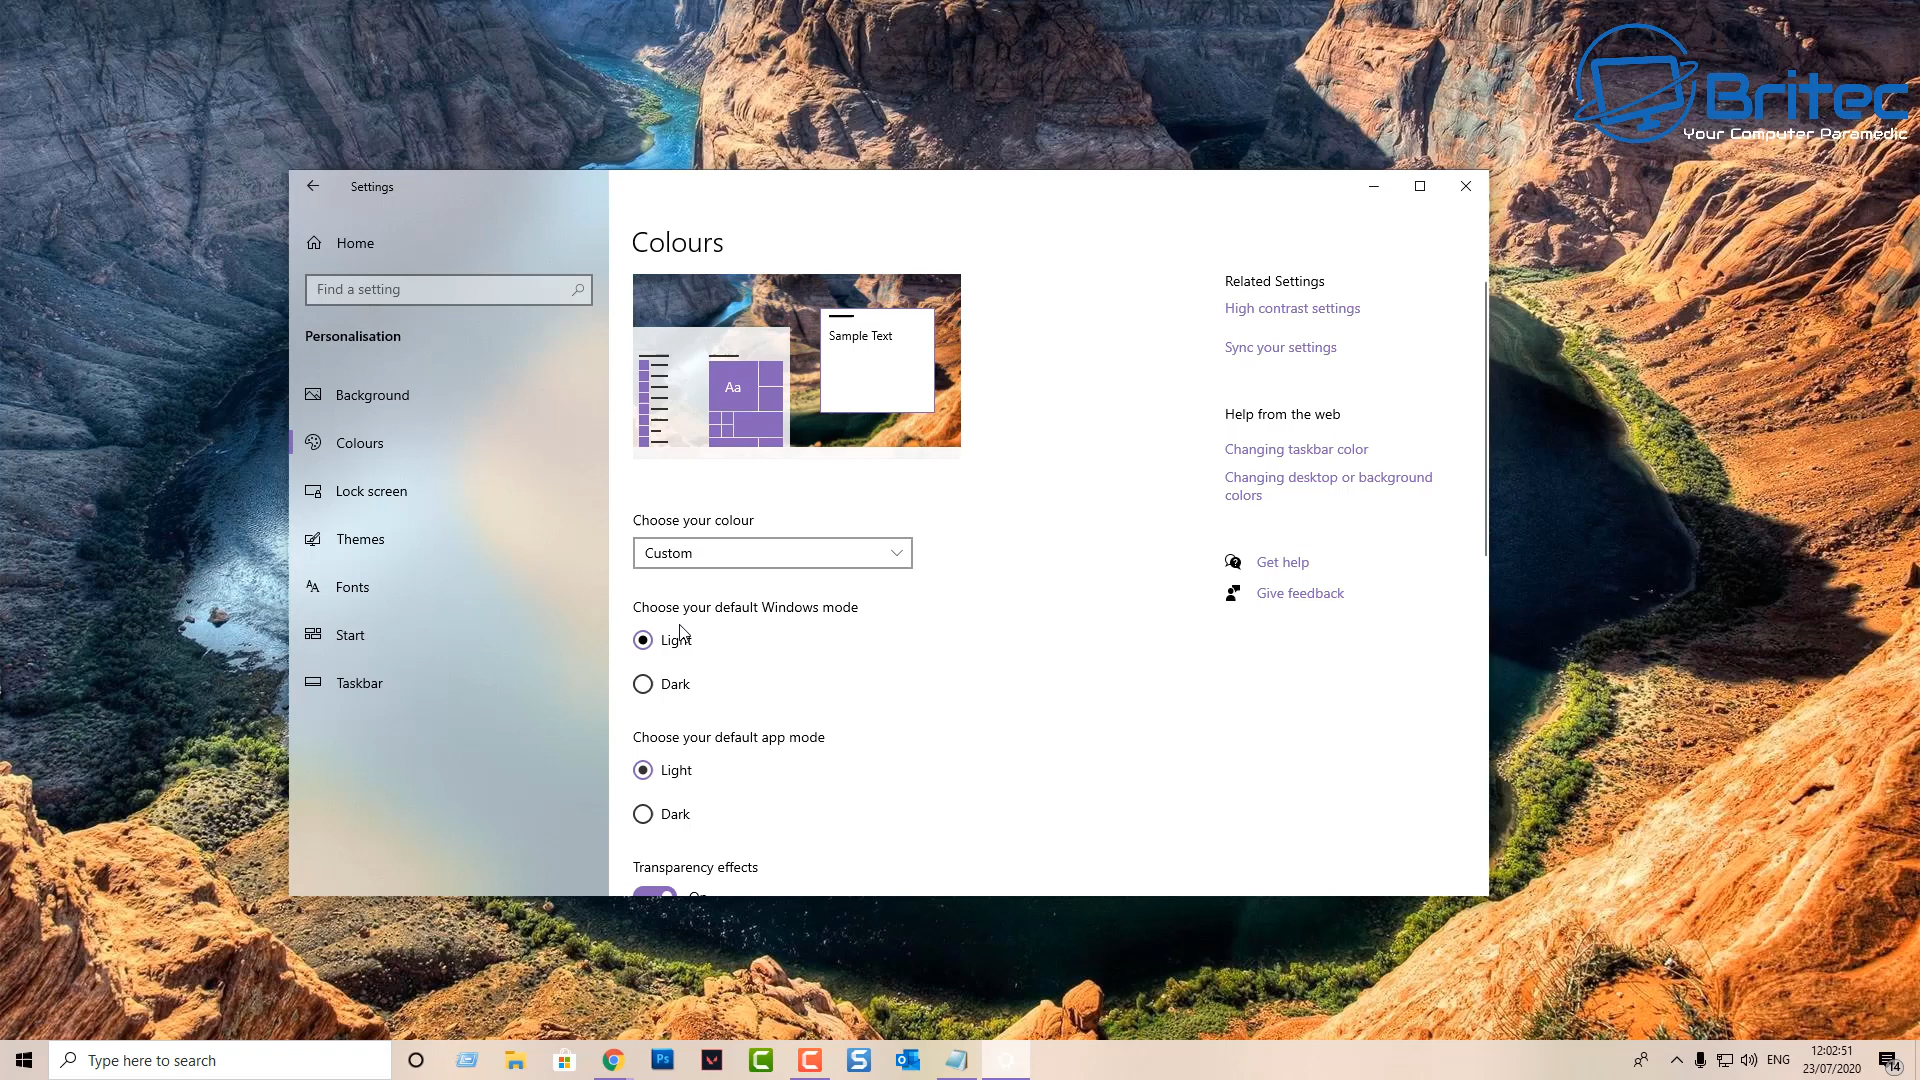 Britec
Your Computer Paramedic
Settings
Home
Find a setting
Personalisation
Background
Colours
Lock screen
Themes
Fonts
Start
Taskbar
Colours
Sample Text
Aa
Choose your colour
Custom
Choose your default Windows mode
Light
Dark
Choose your default app mode
Light
Dark
Transparency effects
On
Related Settings
High contrast settings
Sync your settings
Help from the web
Changing taskbar color
Changing desktop or background
colors
Get help
Give feedback
Type here to search
Ps
C
C
S
ENG
12:02:51
23/07/2020
14